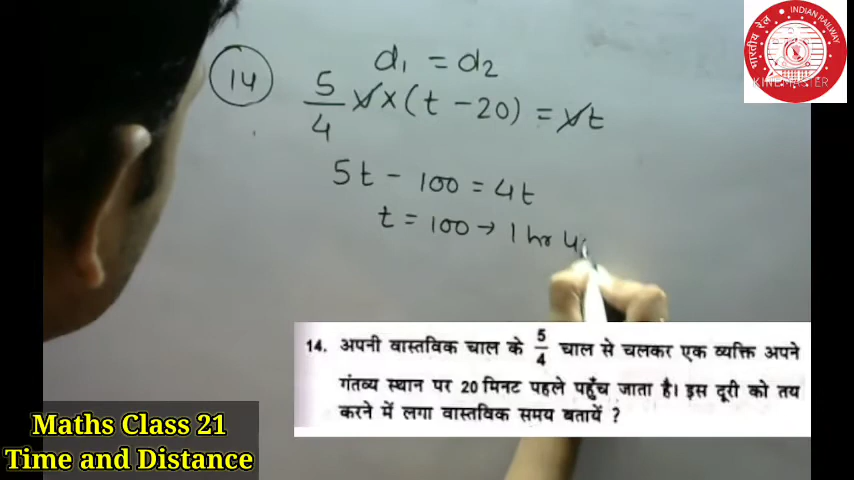 14
d₁ = d₂
5/4 v × (t - 20) = v t
5t - 100 = 4t
t = 100 → 1 hr 4
भारतीय रेल • INDIAN RAILWAY
KINEMASTER
14. अपनी वास्तविक चाल के 5/4 चाल से चलकर एक व्यक्ति अपने
गंतव्य स्थान पर 20 मिनट पहले पहुँच जाता है। इस दूरी को तय
करने में लगा वास्तविक समय बतायें ?
Maths Class 21
Time and Distance